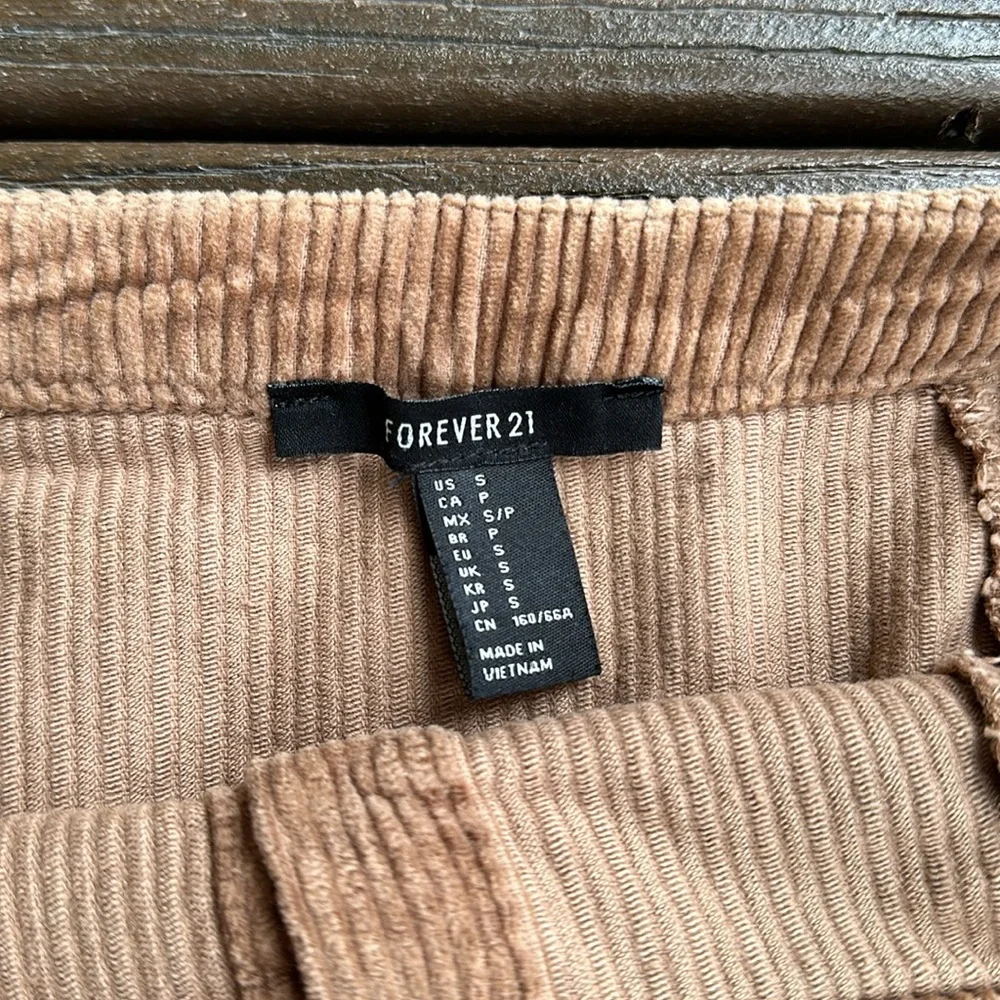 FOREVER 21
US S
CA P
MX S/P
BR P
EU S
UK S
KR S
JP S
CN 160/66A
MADE IN
VIETNAM